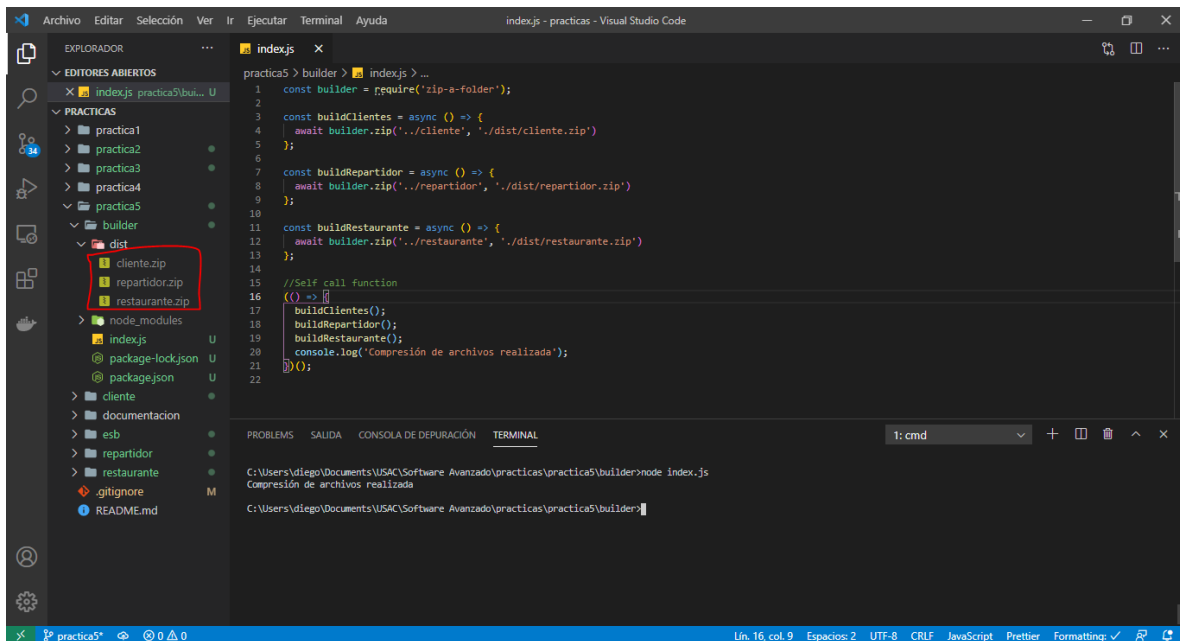 Archivo Editar Selección Ver Ir Ejecutar Terminal Ayuda
index.js - practicas - Visual Studio Code
EXPLORADOR
EDITORES ABIERTOS
index.js practica5\bui... U
PRACTICAS
practica1
practica2
practica3
practica4
practica5
builder
dist
cliente.zip
repartidor.zip
restaurante.zip
node_modules
index.js U
package-lock.json U
package.json U
cliente
documentacion
esb
repartidor
restaurante
.gitignore M
README.md
34
index.js
practica5 > builder > index.js > ...
1 const builder = require('zip-a-folder');
2
3 const buildClientes = async () => {
4 await builder.zip('../cliente', './dist/cliente.zip')
5 };
6
7 const buildRepartidor = async () => {
8 await builder.zip('../repartidor', './dist/repartidor.zip')
9 };
10
11 const buildRestaurante = async () => {
12 await builder.zip('../restaurante', './dist/restaurante.zip')
13 };
14
15 //Self call function
16 (() => {
17 buildClientes();
18 buildRepartidor();
19 buildRestaurante();
20 console.log('Compresión de archivos realizada');
21 })();
22
PROBLEMS SALIDA CONSOLA DE DEPURACIÓN TERMINAL
1: cmd
C:\Users\diego\Documents\USAC\Software Avanzado\practicas\practica5\builder>node index.js
Compresión de archivos realizada
C:\Users\diego\Documents\USAC\Software Avanzado\practicas\practica5\builder>
practica5* 0 0 Lín. 16, col. 9 Espacios: 2 UTF-8 CRLF JavaScript Prettier Formatting: ✓